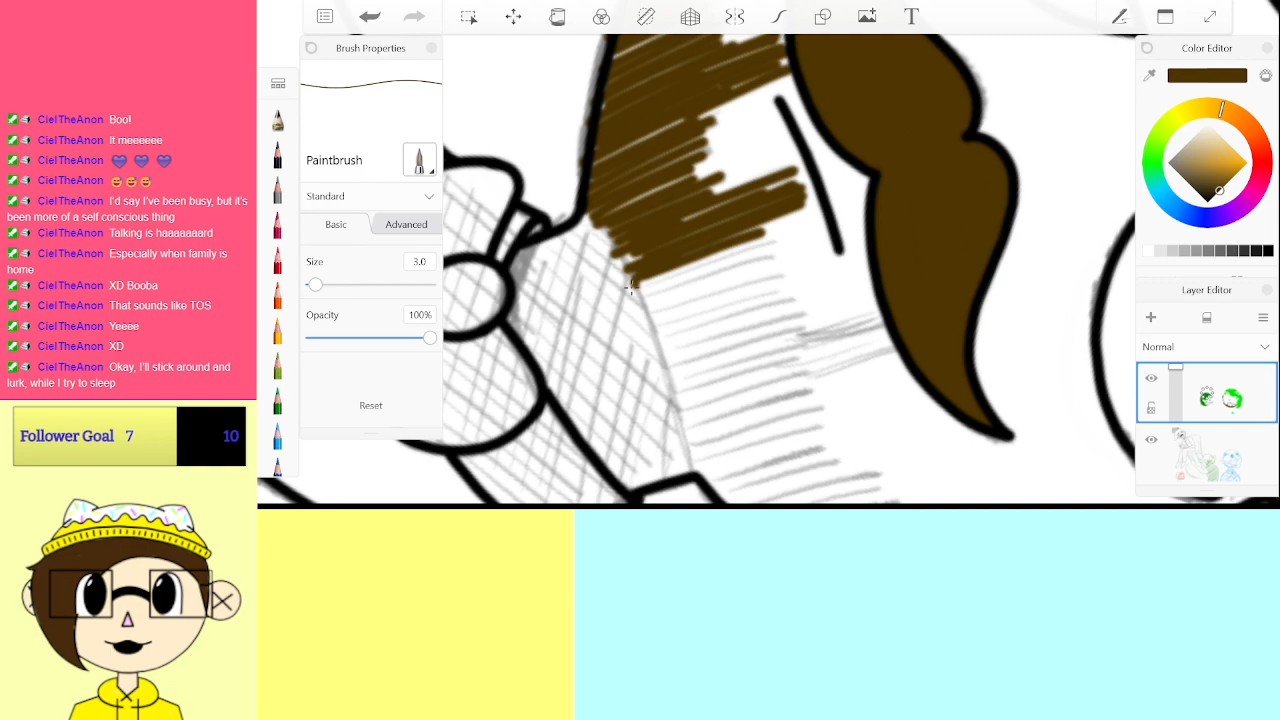 CielTheAnon Boo!
CielTheAnon It meeeeee
CielTheAnon
CielTheAnon
CielTheAnon I'd say I've been busy, but it's
been more of a self conscious thing
CielTheAnon Talking is haaaaaard
CielTheAnon Especially when family is
home
CielTheAnon XD Booba
CielTheAnon That sounds like TOS
CielTheAnon Yeeee
CielTheAnon XD
CielTheAnon Okay, I'll stick around and
lurk, while I try to sleep
Follower Goal 7 10
T
Brush Properties
Paintbrush
Standard
Basic Advanced
Size 3.0
Opacity 100%
Reset
Color Editor
Layer Editor
Normal